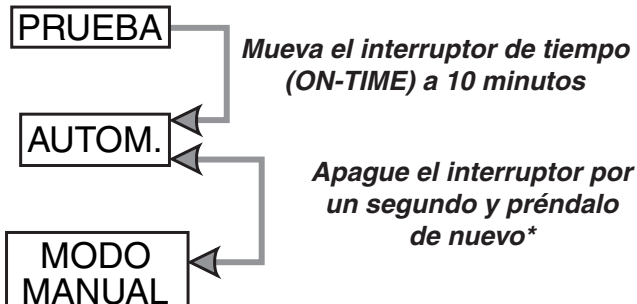 PRUEBA
Mueva el interruptor de tiempo
(ON-TIME) a 10 minutos
AUTOM.
Apague el interruptor por
un segundo y préndalo
de nuevo*
MODO
MANUAL